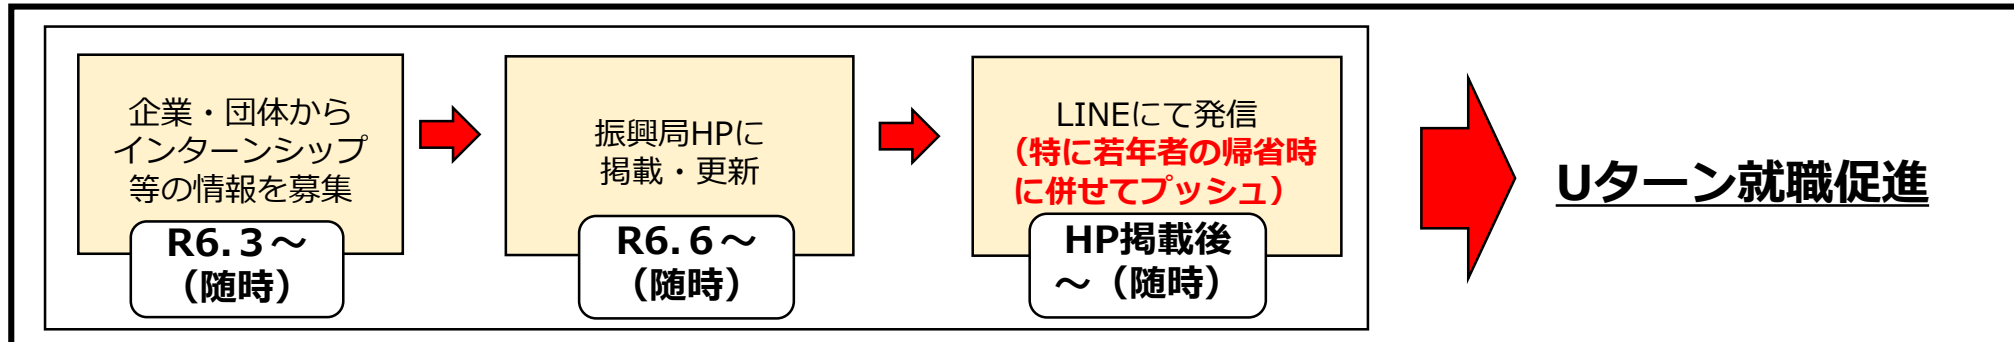 企業・団体から
インターンシップ
等の情報を募集
R6.3～
（随時）
振興局HPに
掲載・更新
R6.6～
（随時）
LINEにて発信
（特に若年者の帰省時
に併せてプッシュ）
HP掲載後
～（随時）
Uターン就職促進